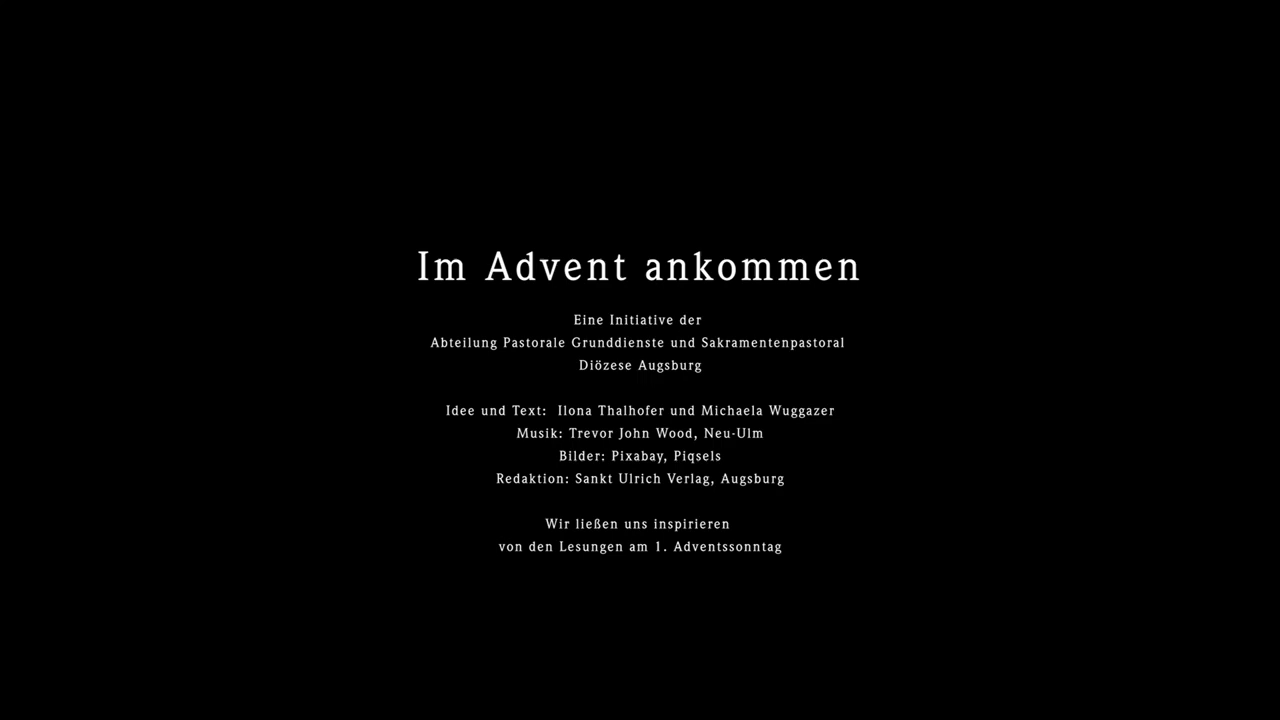 Im Advent ankommen
Eine Initiative der
Abteilung Pastorale Grunddienste und Sakramentenpastoral
Diözese Augsburg
Idee und Text:  Ilona Thalhofer und Michaela Wuggazer
Musik: Trevor John Wood, Neu-Ulm
Bilder: Pixabay, Piqsels
Redaktion: Sankt Ulrich Verlag, Augsburg
Wir ließen uns inspirieren
von den Lesungen am 1. Adventssonntag